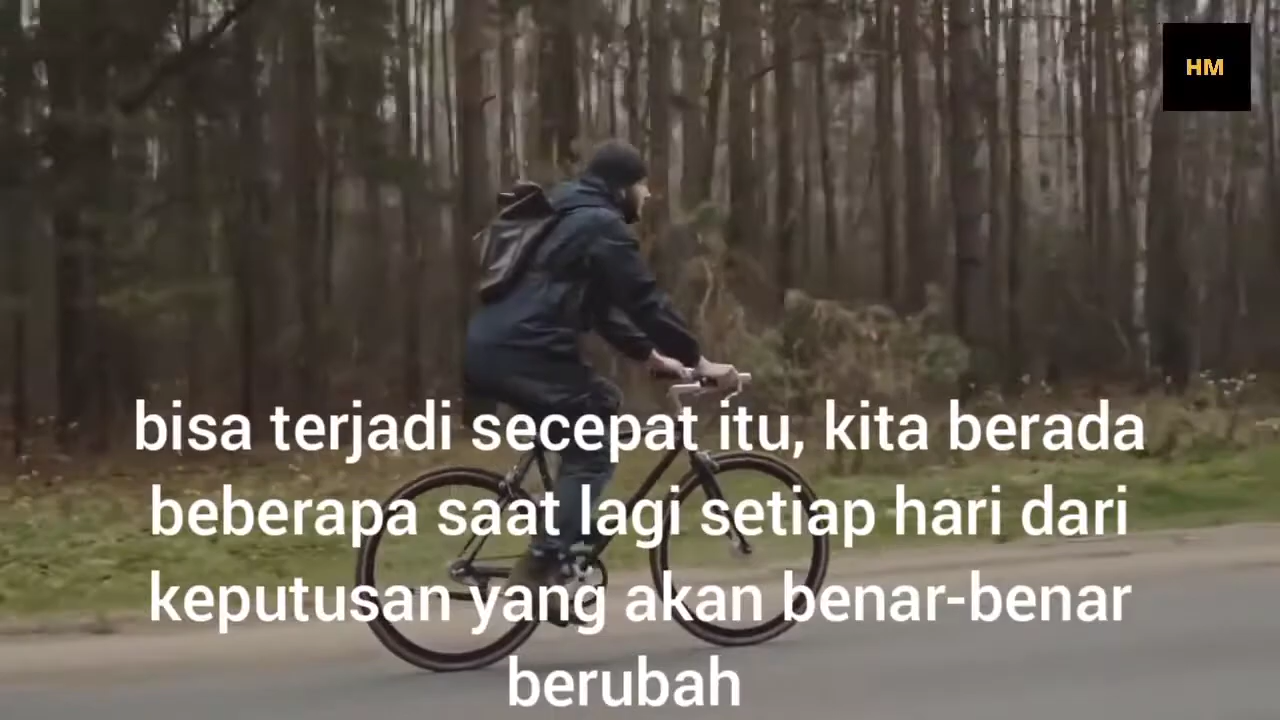 HM
bisa terjadi secepat itu, kita berada
beberapa saat lagi setiap hari dari
keputusan yang akan benar-benar
berubah